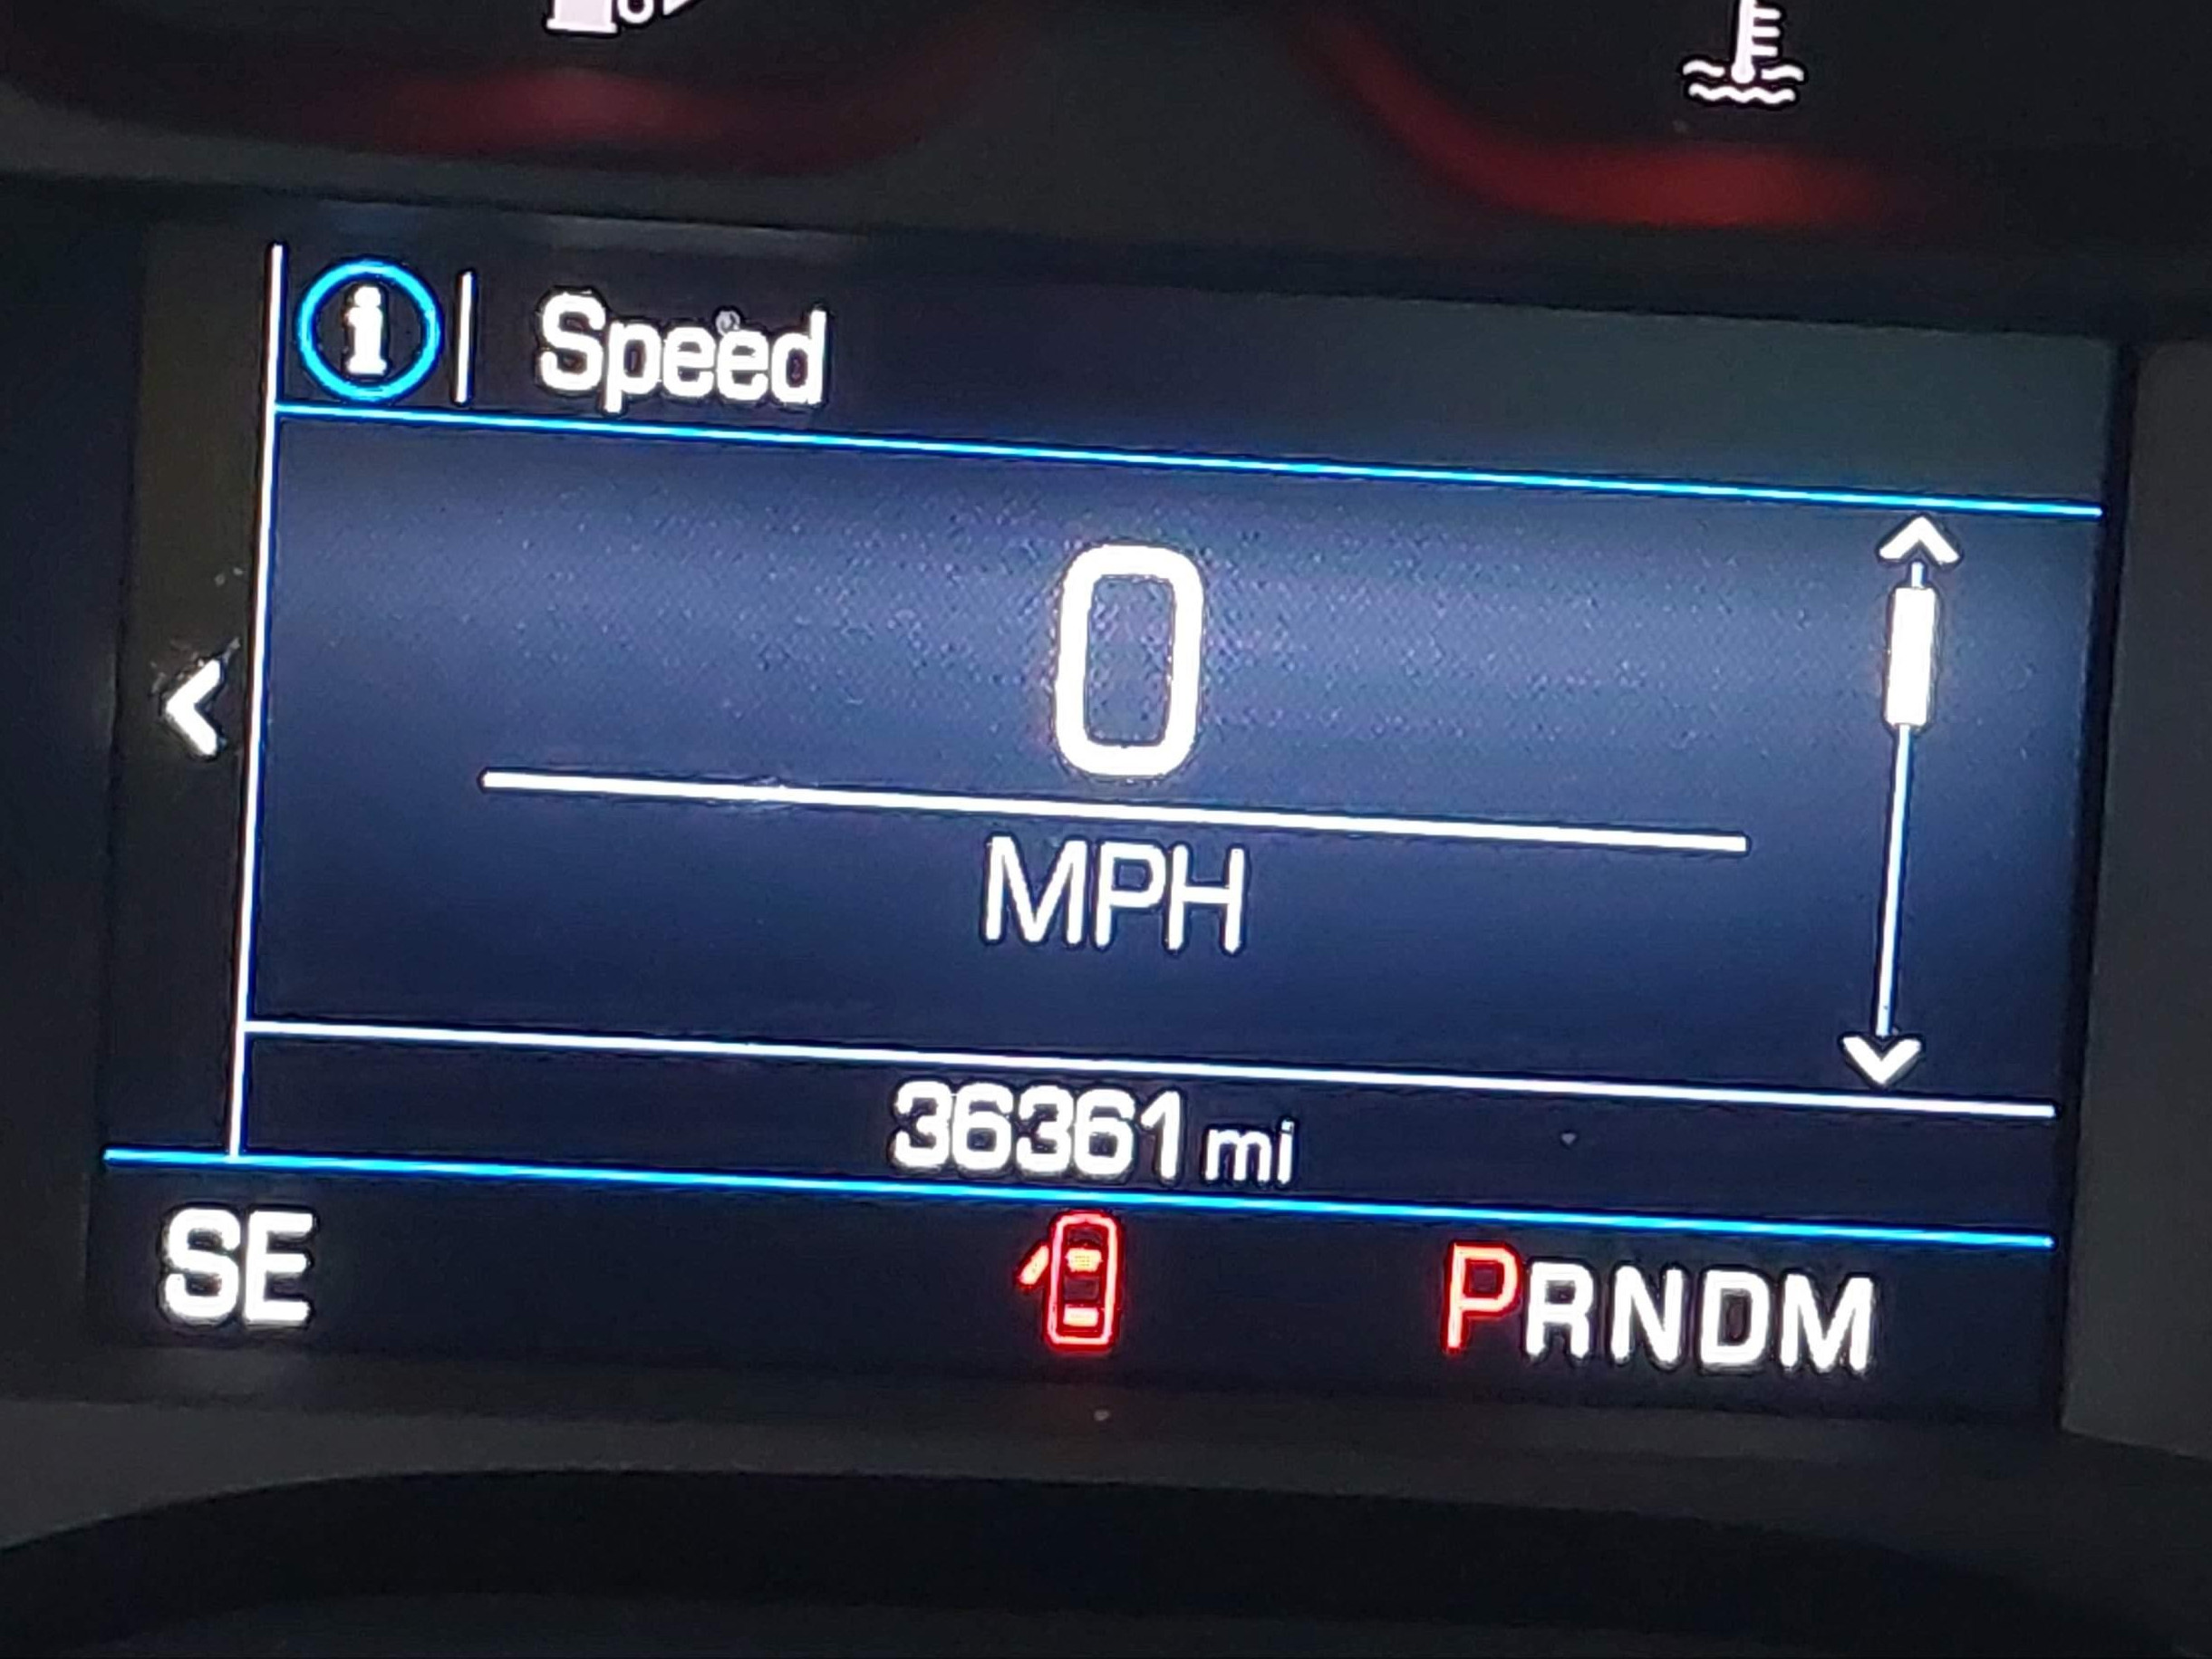 i | Speed
0
MPH
36361 mi
SE PRNDM